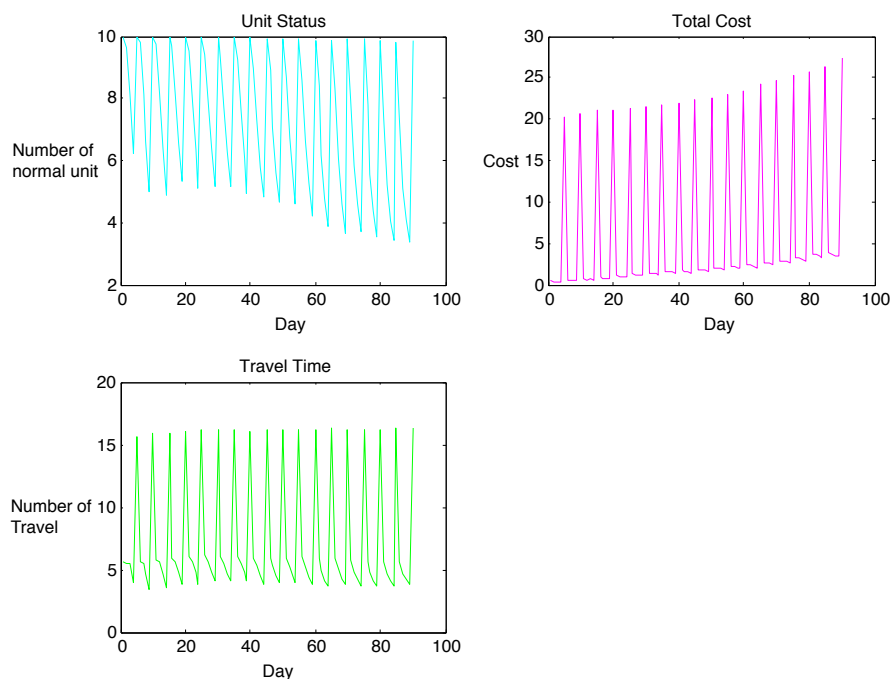 Unit Status
10
8
6
4
2
Number of
normal unit
0 20 40 60 80 100
Day
Total Cost
30
25
20
15
10
5
0
Cost
0 20 40 60 80 100
Day
Travel Time
20
15
10
5
0
Number of
Travel
0 20 40 60 80 100
Day